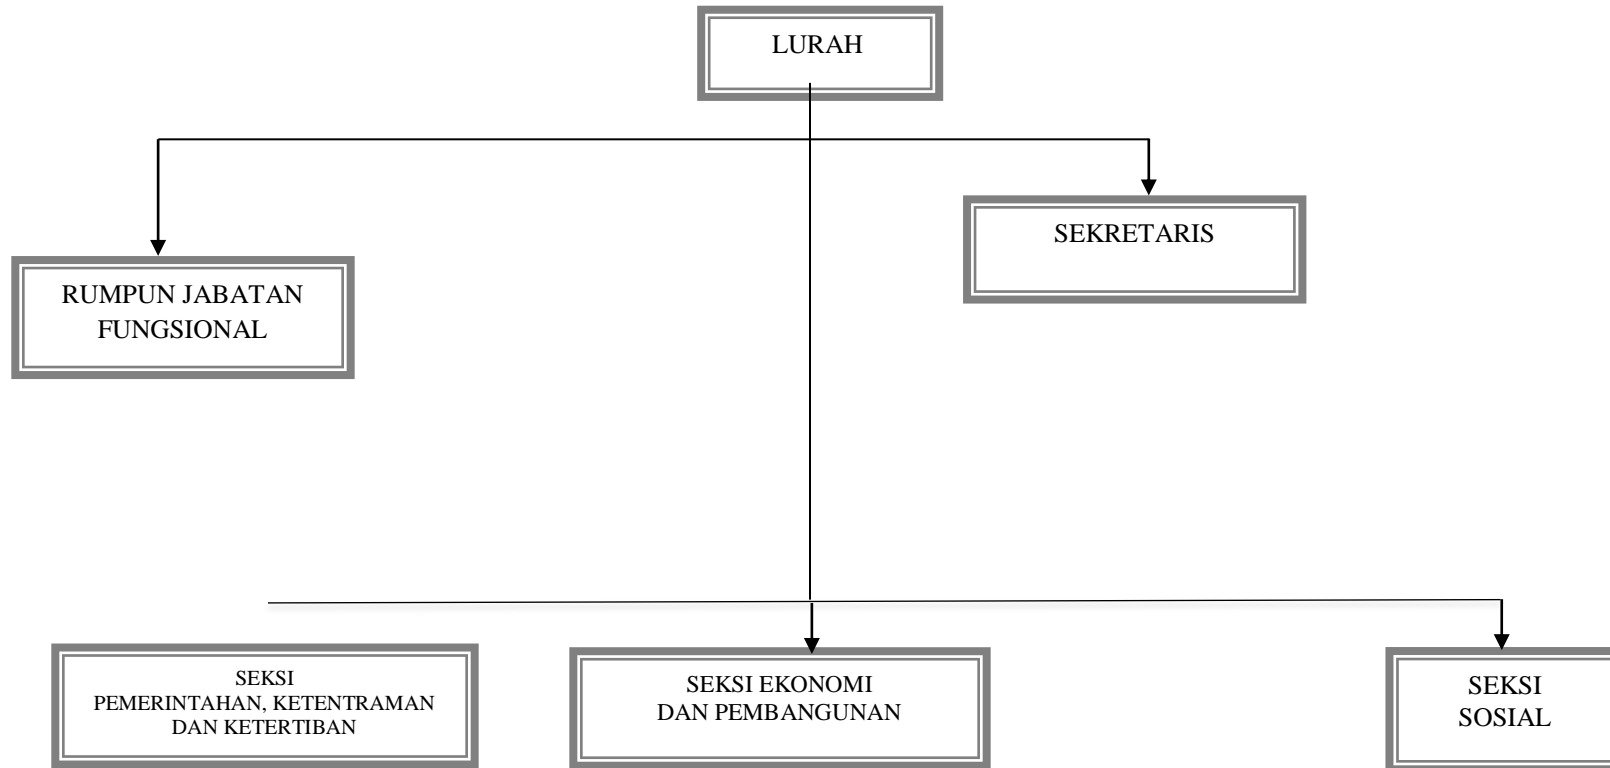 LURAH
SEKRETARIS
RUMPUN JABATAN
FUNGSIONAL
SEKSI
PEMERINTAHAN, KETENTRAMAN
DAN KETERTIBAN
SEKSI EKONOMI
DAN PEMBANGUNAN
SEKSI
SOSIAL